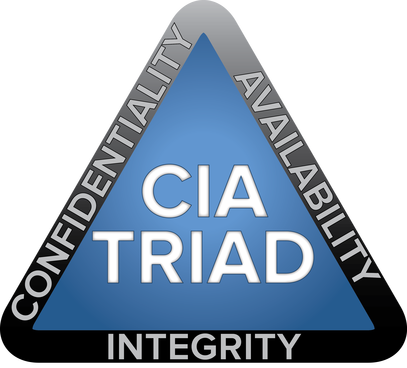 CONFIDENTIALITY
AVAILABILITY
CIA
TRIAD
INTEGRITY